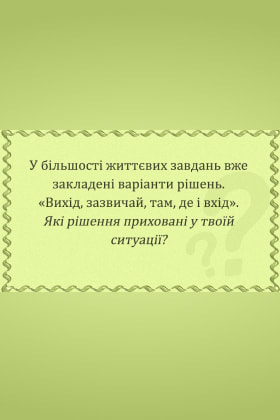 У більшості життєвих завдань вже
закладені варіанти рішень.
«Вихід, зазвичай, там, де і вхід».
Які рішення приховані у твоїй
ситуації?